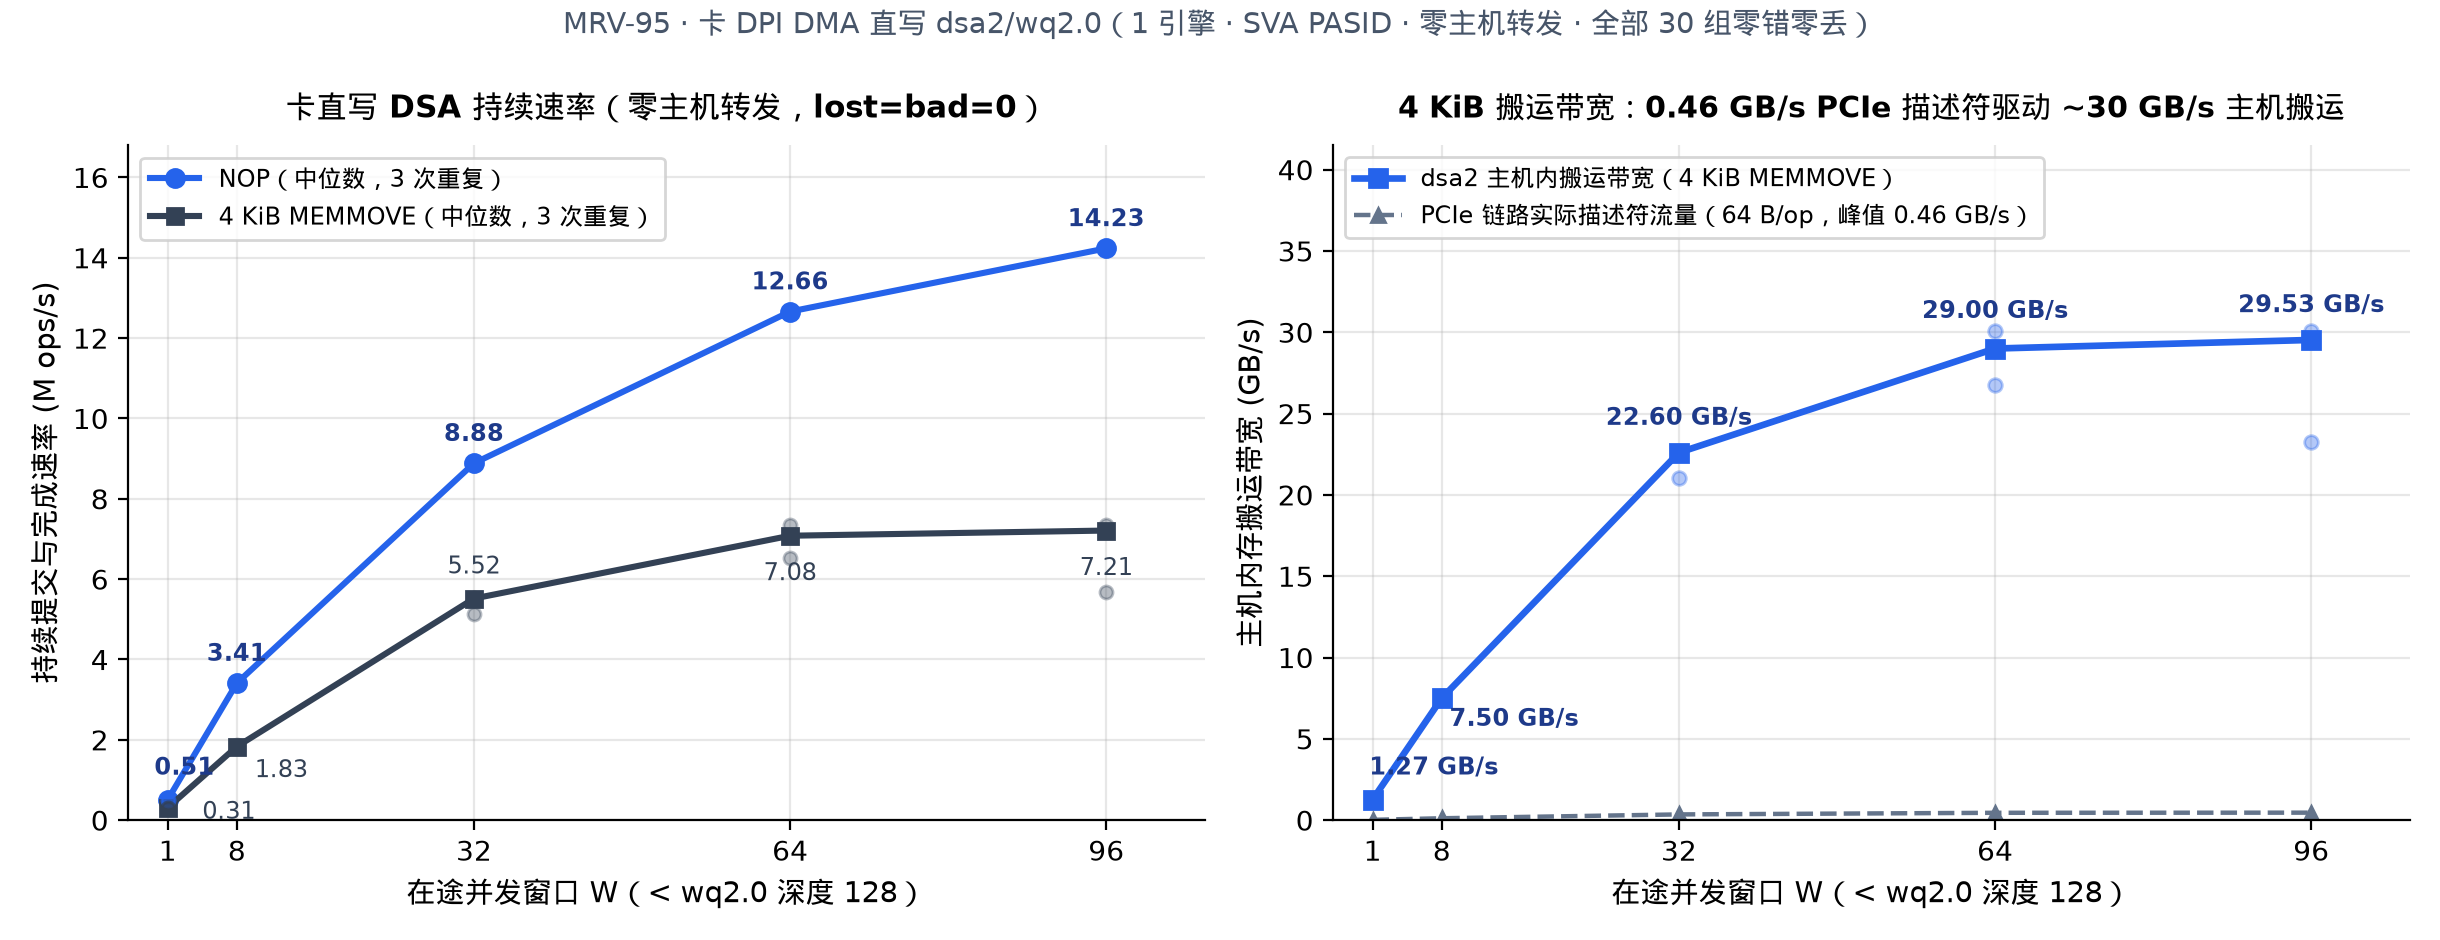 MRV-95 · 卡 DPI DMA 直写 dsa2/wq2.0（1 引擎 · SVA PASID · 零主机转发 · 全部 30 组零错零丢）
卡直写 DSA 持续速率（零主机转发，lost=bad=0）
NOP（中位数，3 次重复）
4 KiB MEMMOVE（中位数，3 次重复）
持续提交与完成速率 (M ops/s)
16
14
12
10
8
6
4
2
0
14.23
12.66
8.88
3.41
0.51
5.52
7.08
7.21
1.83
0.31
1
8
32
64
96
在途并发窗口 W（< wq2.0 深度 128）
4 KiB 搬运带宽：0.46 GB/s PCIe 描述符驱动 ~30 GB/s 主机搬运
dsa2 主机内搬运带宽（4 KiB MEMMOVE）
PCIe 链路实际描述符流量（64 B/op，峰值 0.46 GB/s）
主机内存搬运带宽 (GB/s)
40
35
30
25
20
15
10
5
0
29.00 GB/s
29.53 GB/s
22.60 GB/s
7.50 GB/s
1.27 GB/s
1
8
32
64
96
在途并发窗口 W（< wq2.0 深度 128）